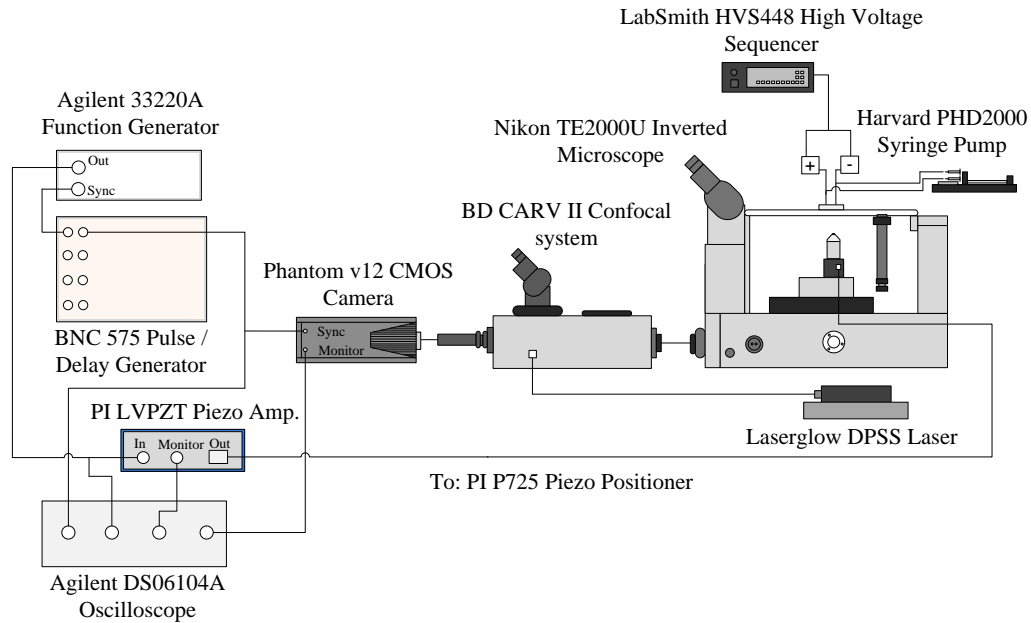 LabSmith HVS448 High Voltage
Sequencer
Agilent 33220A
Function Generator
Out
Sync
Nikon TE2000U Inverted
Microscope
Harvard PHD2000
Syringe Pump
+
-
BD CARV II Confocal
system
Phantom v12 CMOS
Camera
Sync
Monitor
BNC 575 Pulse /
Delay Generator
PI LVPZT Piezo Amp.
In
Monitor
Out
Laserglow DPSS Laser
To: PI P725 Piezo Positioner
Agilent DS06104A
Oscilloscope